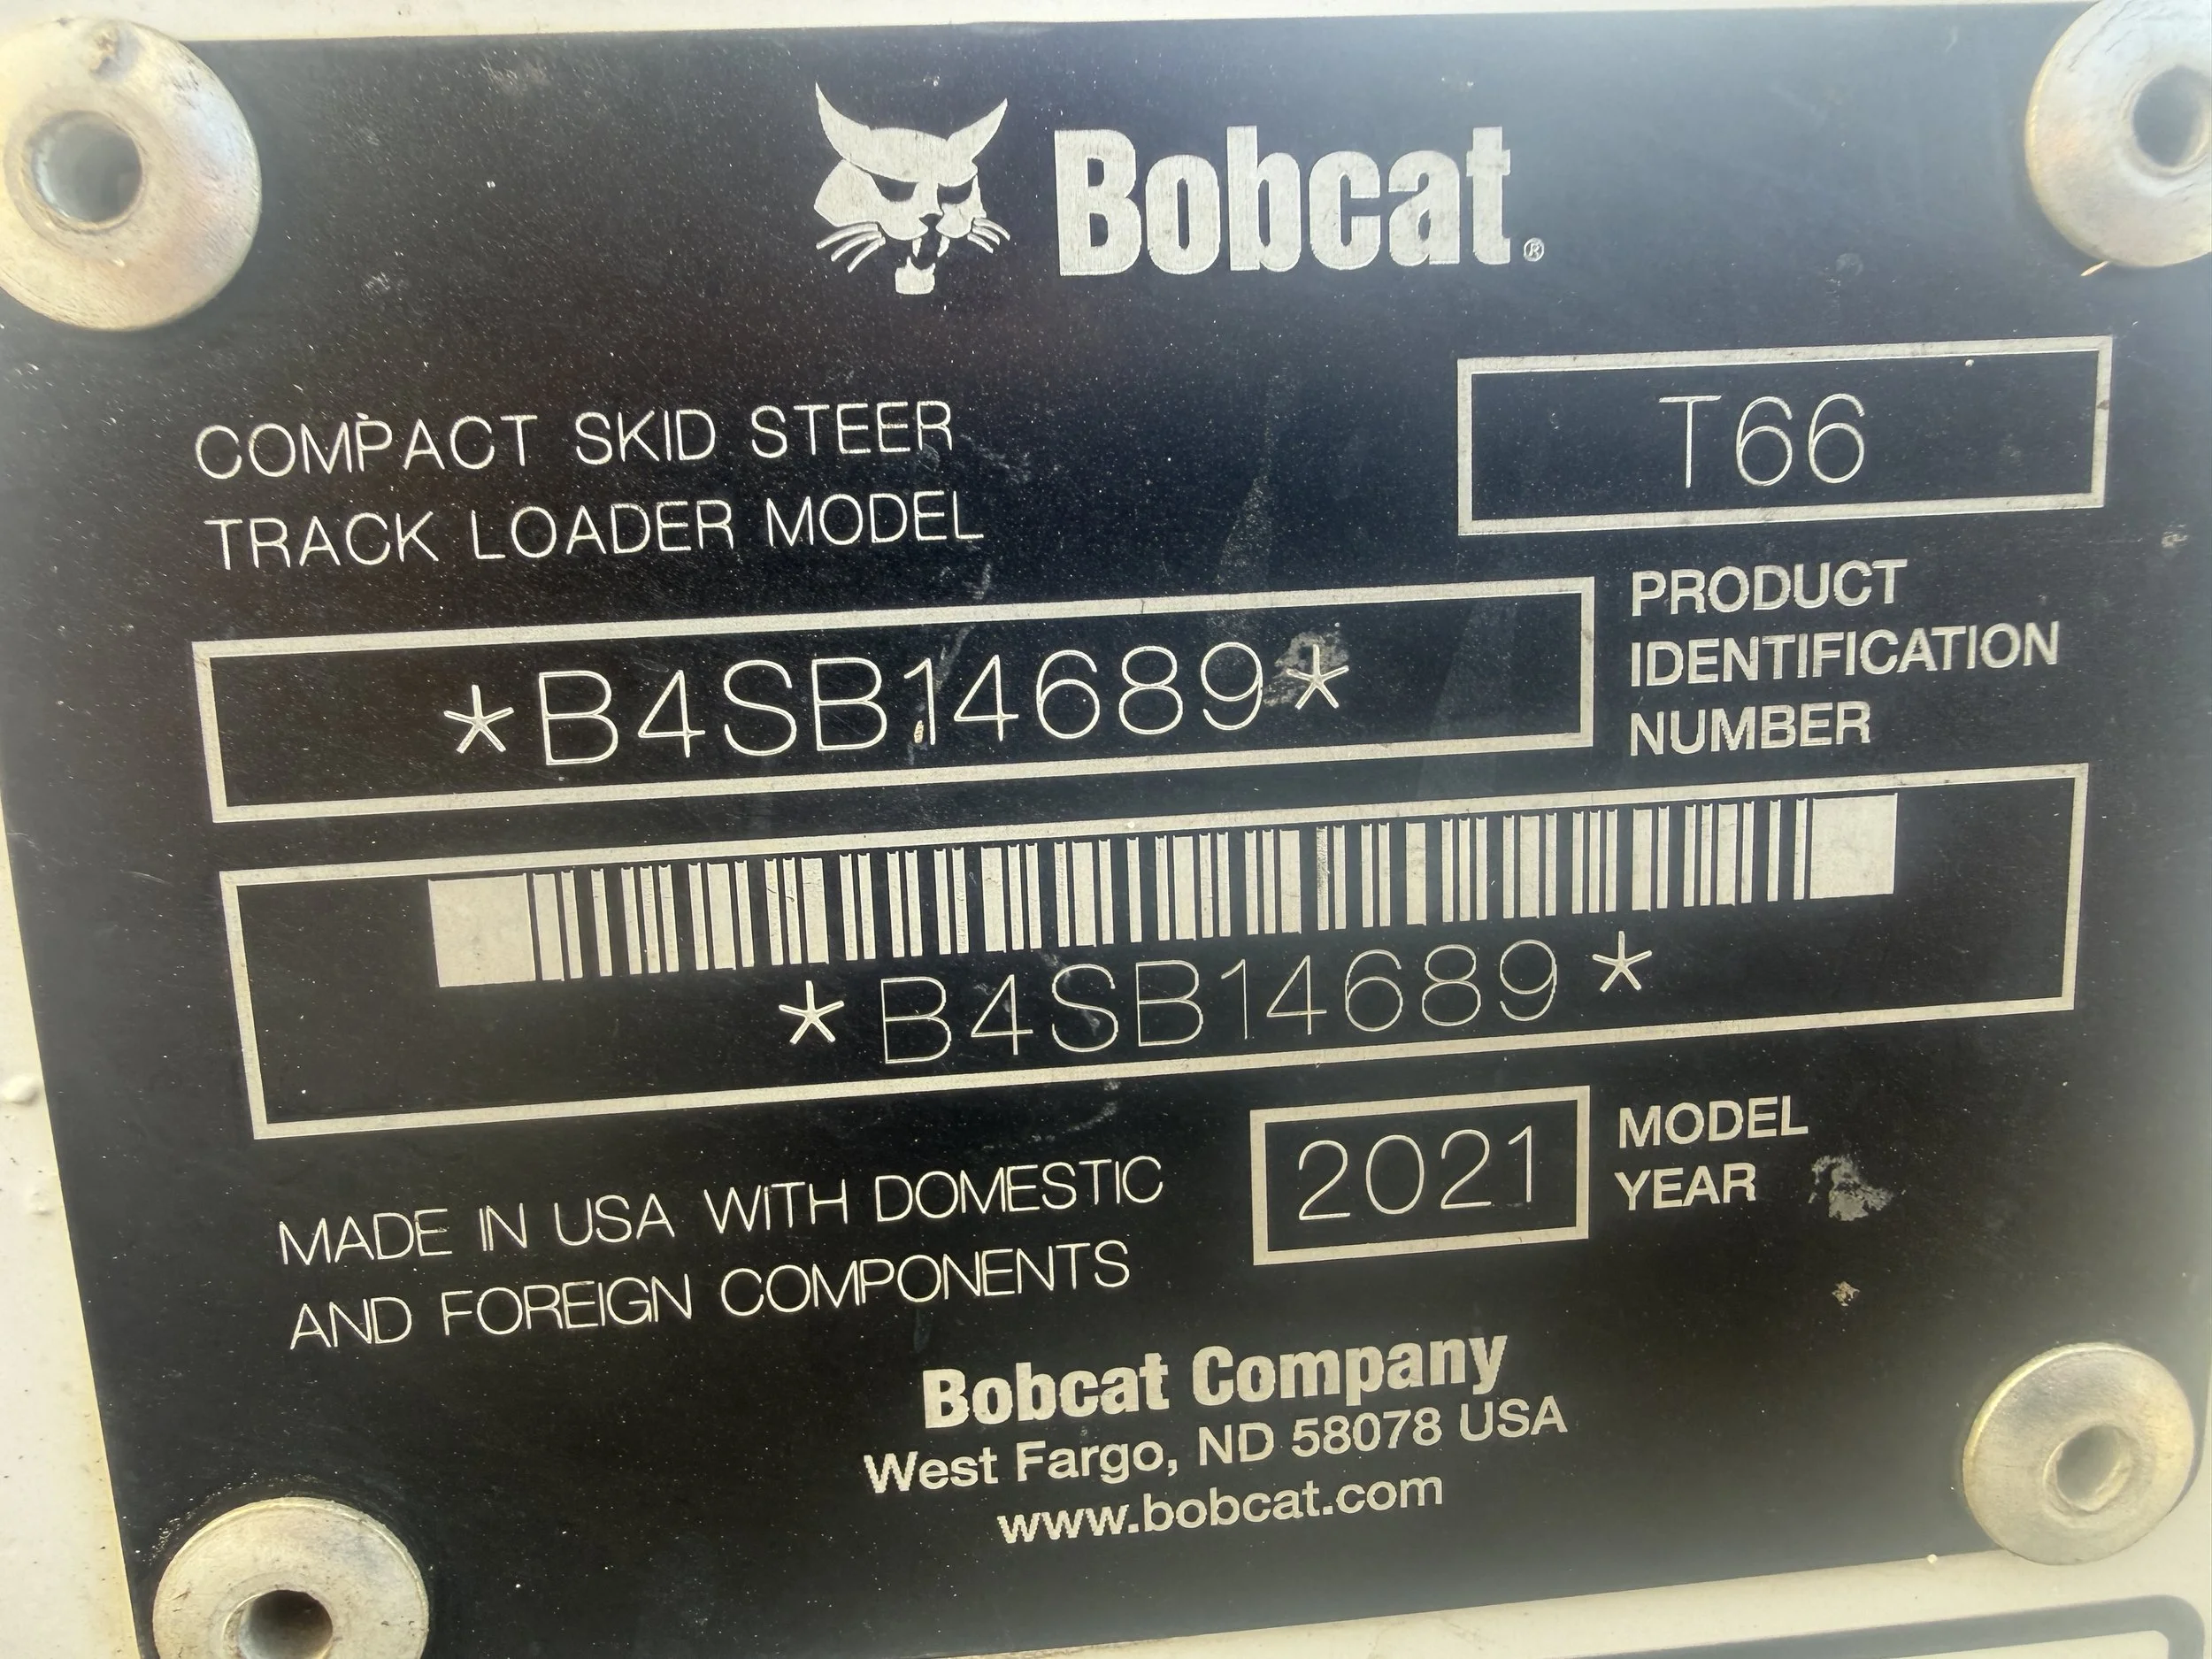 Bobcat®
COMPACT SKID STEER
TRACK LOADER MODEL
T66
*B4SB14689*
PRODUCT
IDENTIFICATION
NUMBER
*B4SB14689*
MADE IN USA WITH DOMESTIC
AND FOREIGN COMPONENTS
2021
MODEL
YEAR
Bobcat Company
West Fargo, ND 58078 USA
www.bobcat.com